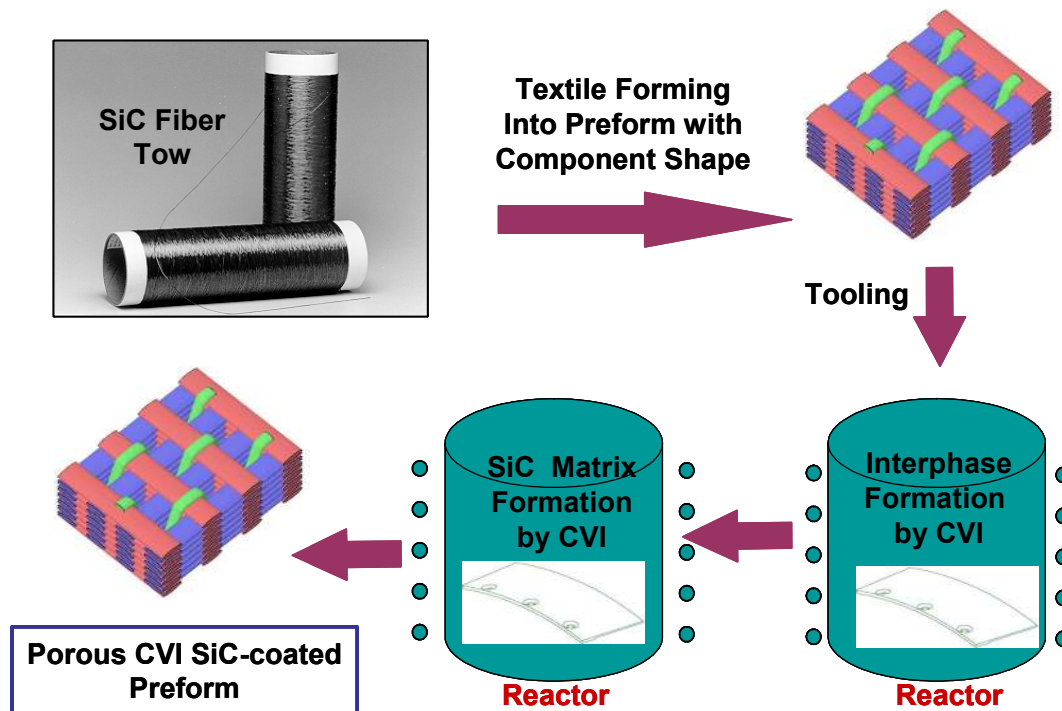 SiC Fiber
Tow
Textile Forming
Into Preform with
Component Shape
Tooling
Interphase
Formation
by CVI
Reactor
SiC Matrix
Formation
by CVI
Reactor
Porous CVI SiC-coated
Preform